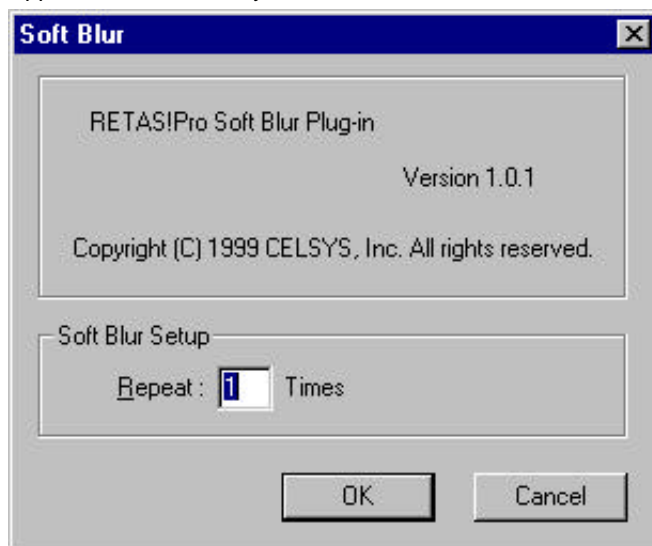 Soft Blur
RETAS!Pro Soft Blur Plug-in
Version 1.0.1
Copyright (C) 1999 CELSYS, Inc. All rights reserved.
Soft Blur Setup
Repeat : 1 Times
OK
Cancel